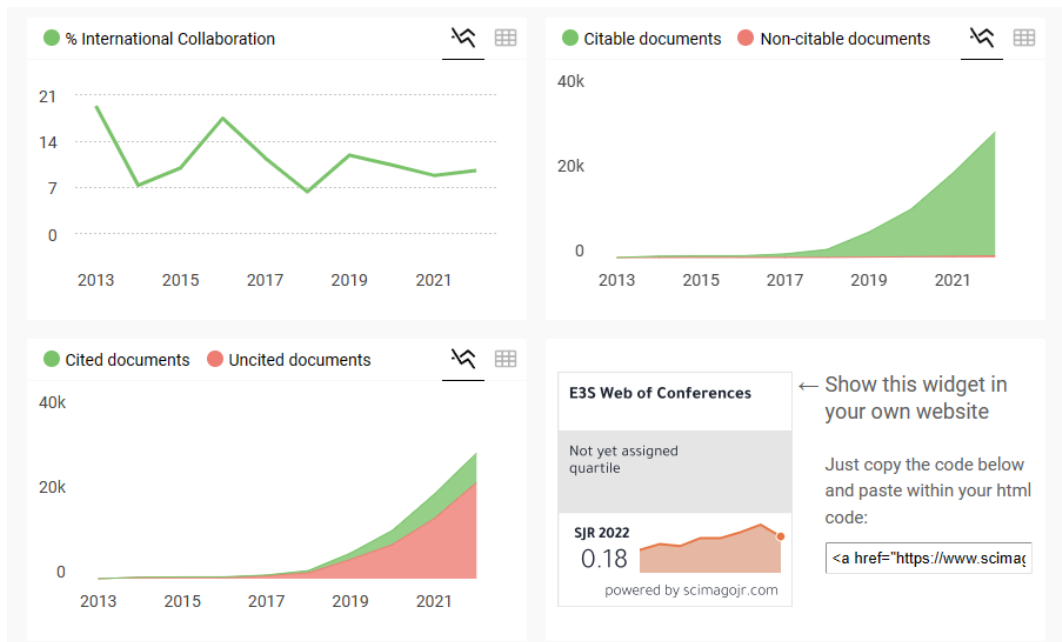 % International Collaboration
21
14
7
0
2013 2015 2017 2019 2021
Citable documents Non-citable documents
40k
20k
0
2013 2015 2017 2019 2021
Cited documents Uncited documents
40k
20k
0
2013 2015 2017 2019 2021
E3S Web of Conferences
Not yet assigned
quartile
SJR 2022
0.18
powered by scimagojr.com
← Show this widget in
your own website
Just copy the code below
and paste within your html
code:
<a href="https://www.scimag